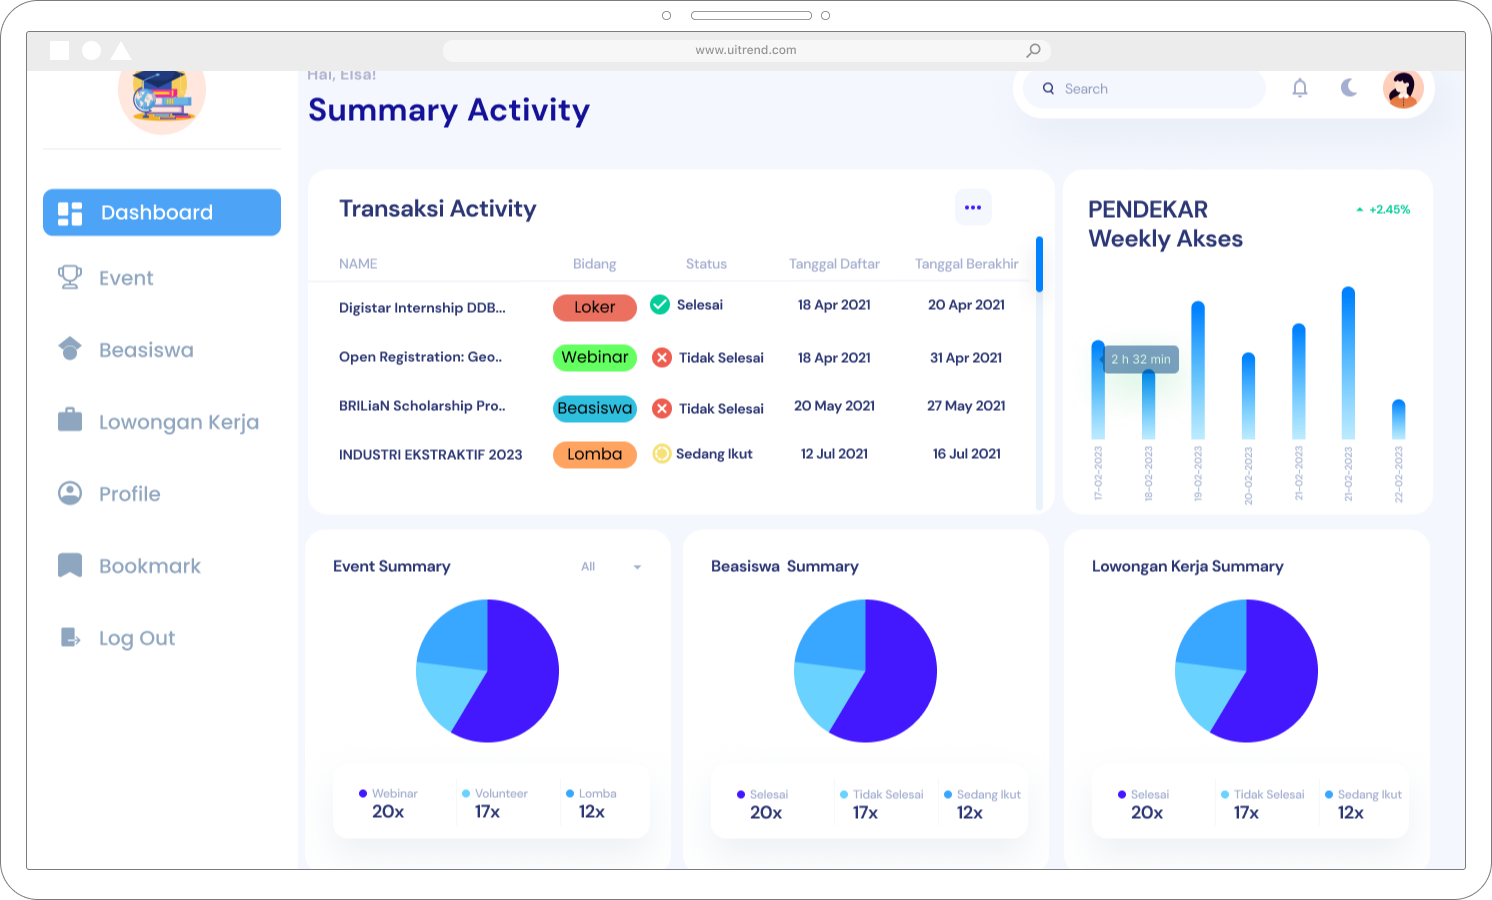 www.uitrend.com
Hai, Elsa!
Summary Activity
Search
Dashboard
Event
Beasiswa
Lowongan Kerja
Profile
Bookmark
Log Out
Transaksi Activity
NAME Bidang Status Tanggal Daftar Tanggal Berakhir
Digistar Internship DDB... Loker Selesai 18 Apr 2021 20 Apr 2021
Open Registration: Geo.. Webinar Tidak Selesai 18 Apr 2021 31 Apr 2021
BRILiaN Scholarship Pro.. Beasiswa Tidak Selesai 20 May 2021 27 May 2021
INDUSTRI EKSTRAKTIF 2023 Lomba Sedang Ikut 12 Jul 2021 16 Jul 2021
PENDEKAR
Weekly Akses
+2.45%
2 h 32 min
17-02-2023
18-02-2023
19-02-2023
20-02-2023
21-02-2023
21-02-2023
22-02-2023
Event Summary
All
Webinar Volunteer Lomba
20x 17x 12x
Beasiswa Summary
Selesai Tidak Selesai Sedang Ikut
20x 17x 12x
Lowongan Kerja Summary
Selesai Tidak Selesai Sedang Ikut
20x 17x 12x